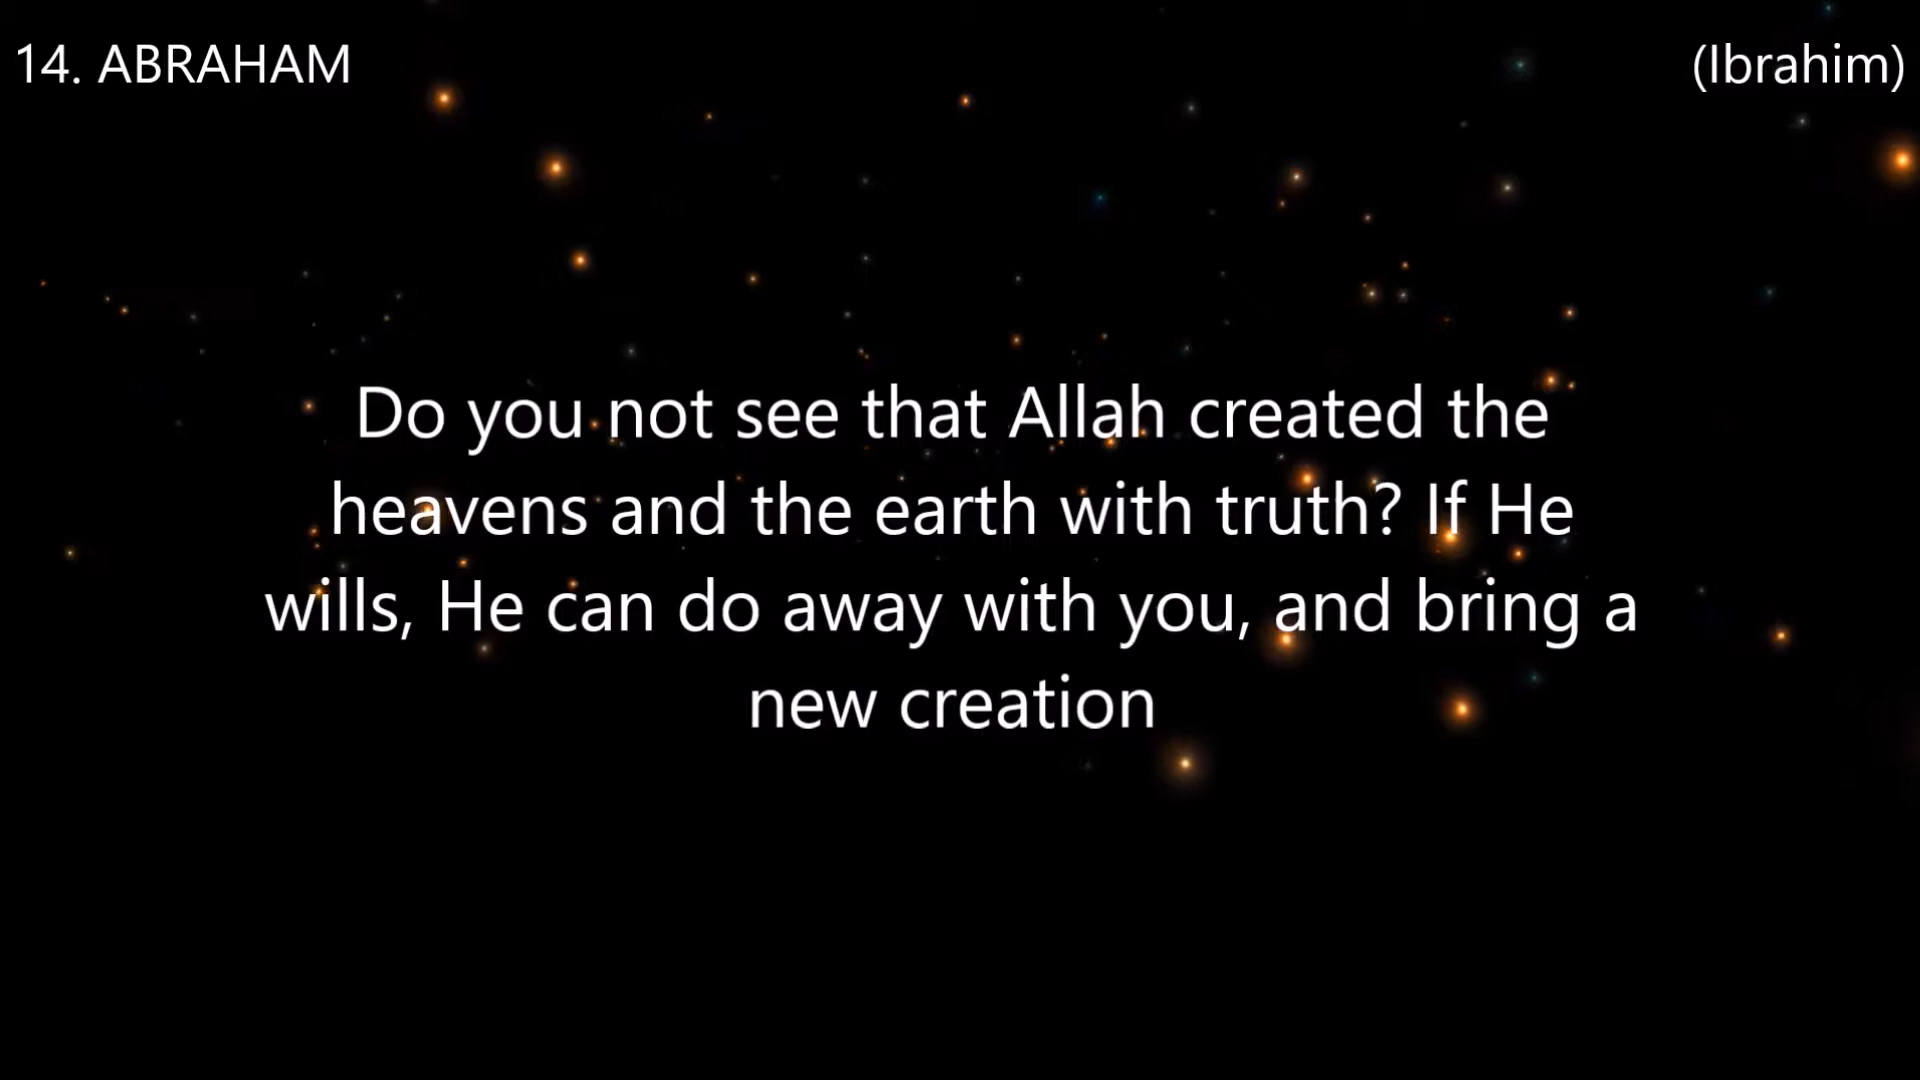 14. ABRAHAM
(Ibrahim)
Do you not see that Allah created the
heavens and the earth with truth? If He
wills, He can do away with you, and bring a
new creation